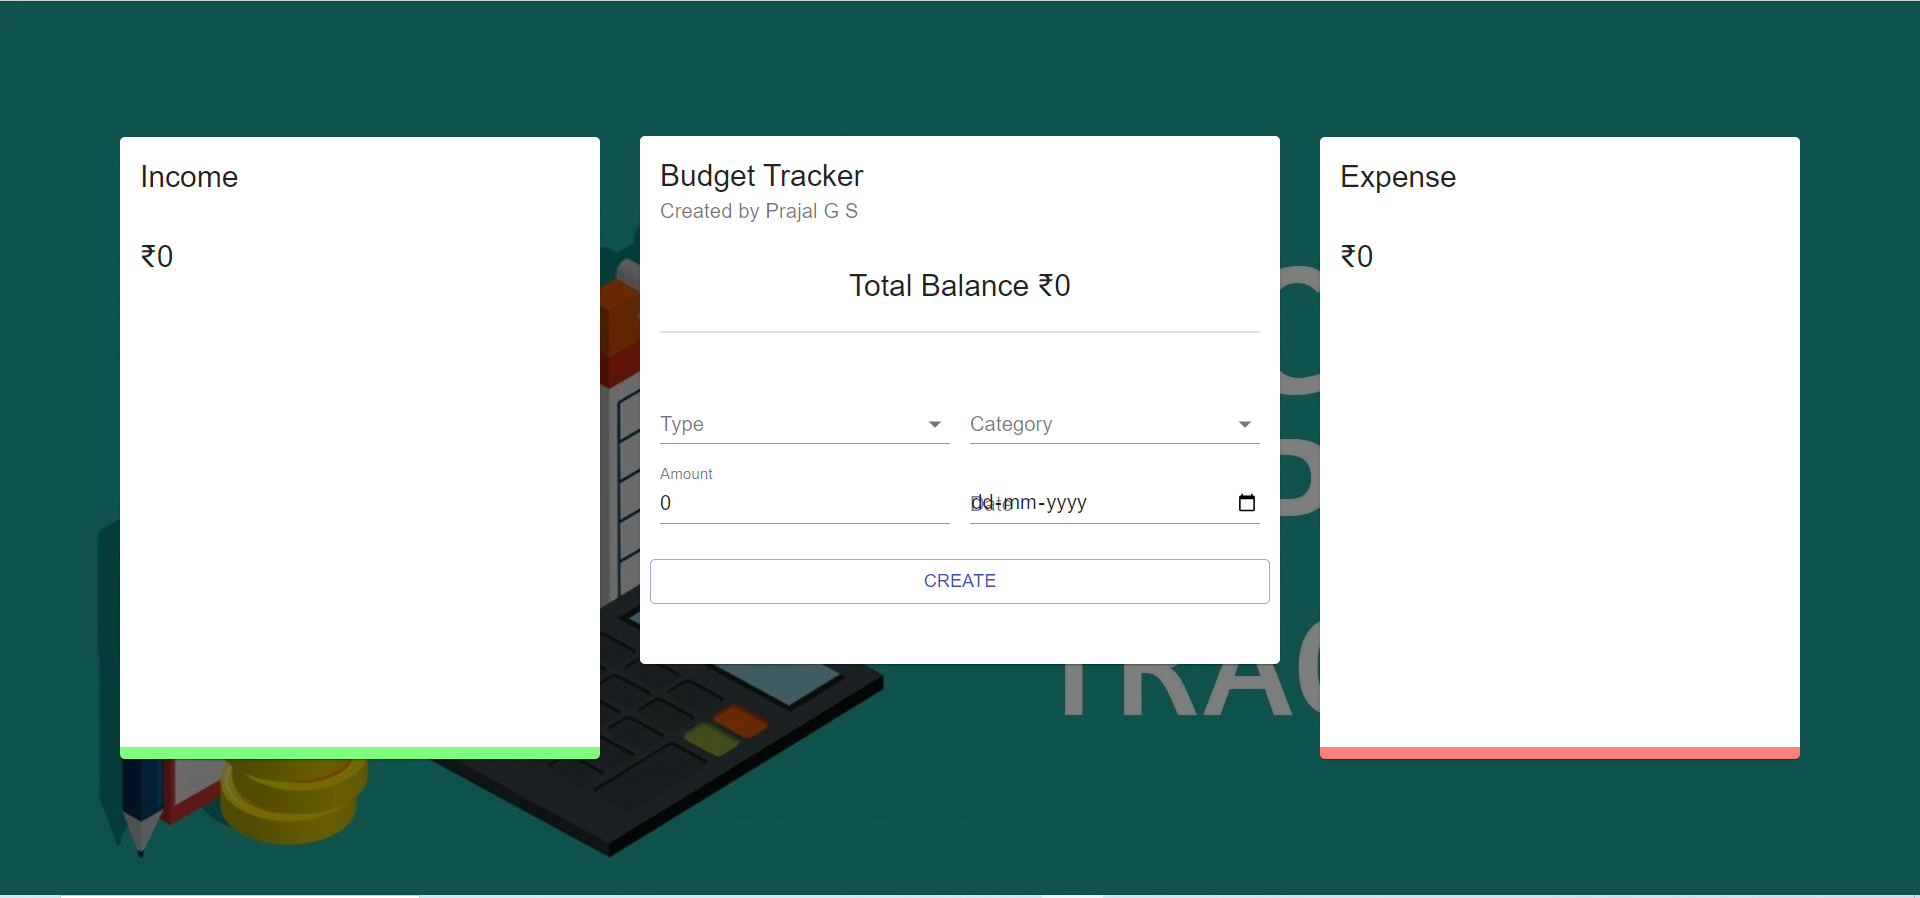 Income
₹0
Budget Tracker
Created by Prajal G S
Total Balance ₹0
Type
Category
Amount
0
Date
dd-mm-yyyy
CREATE
Expense
₹0